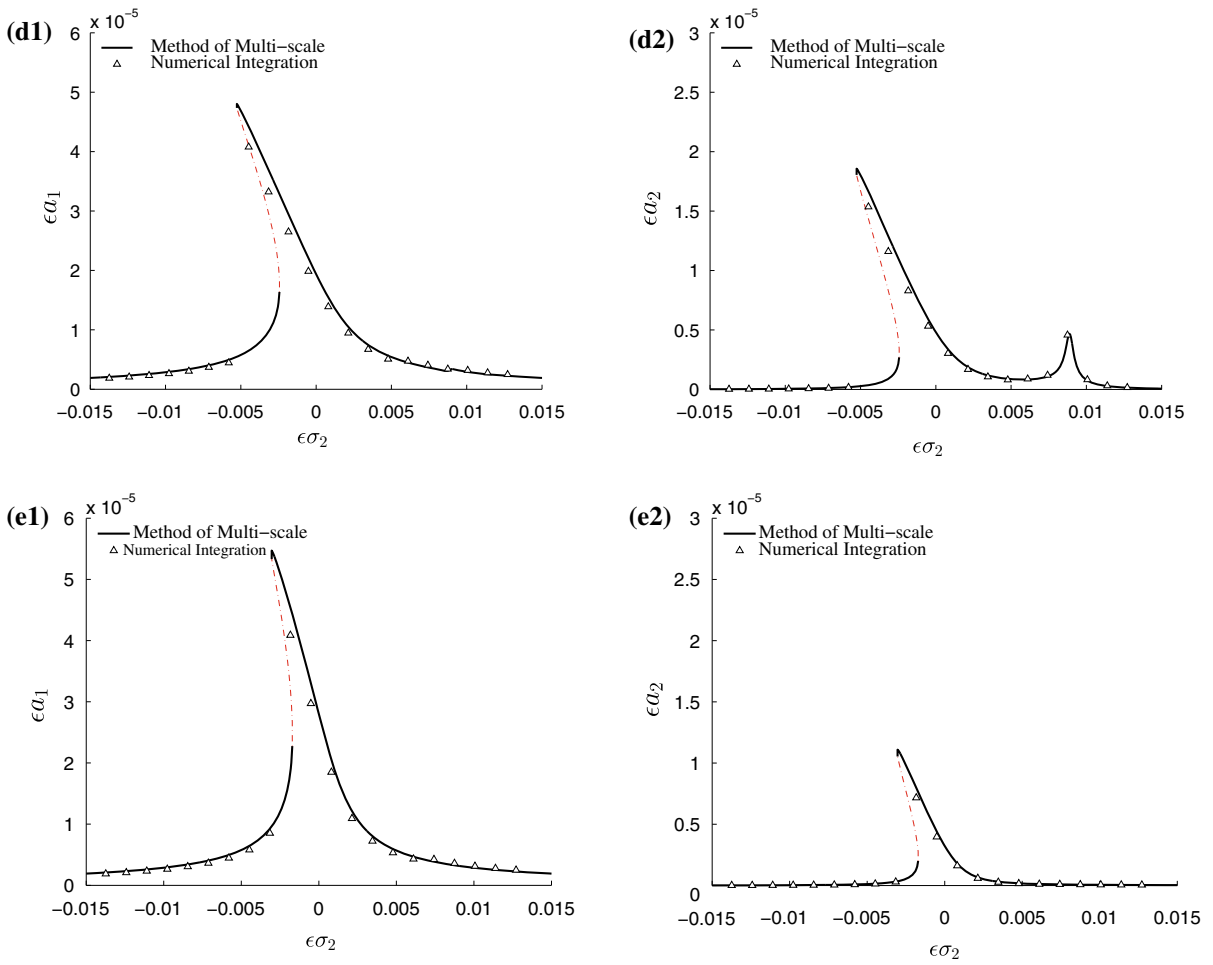 (d1)
x 10⁻⁵
Method of Multi−scale
Numerical Integration
6
5
4
3
2
1
0
ϵa₁
−0.015
−0.01
−0.005
0
0.005
0.01
0.015
ϵσ₂
(d2)
x 10⁻⁵
Method of Multi−scale
Numerical Integration
3
2.5
2
1.5
1
0.5
0
ϵa₂
−0.015
−0.01
−0.005
0
0.005
0.01
0.015
ϵσ₂
(e1)
x 10⁻⁵
Method of Multi−scale
Numerical Integration
6
5
4
3
2
1
0
ϵa₁
−0.015
−0.01
−0.005
0
0.005
0.01
0.015
ϵσ₂
(e2)
x 10⁻⁵
Method of Multi−scale
Numerical Integration
3
2.5
2
1.5
1
0.5
0
ϵa₂
−0.015
−0.01
−0.005
0
0.005
0.01
0.015
ϵσ₂